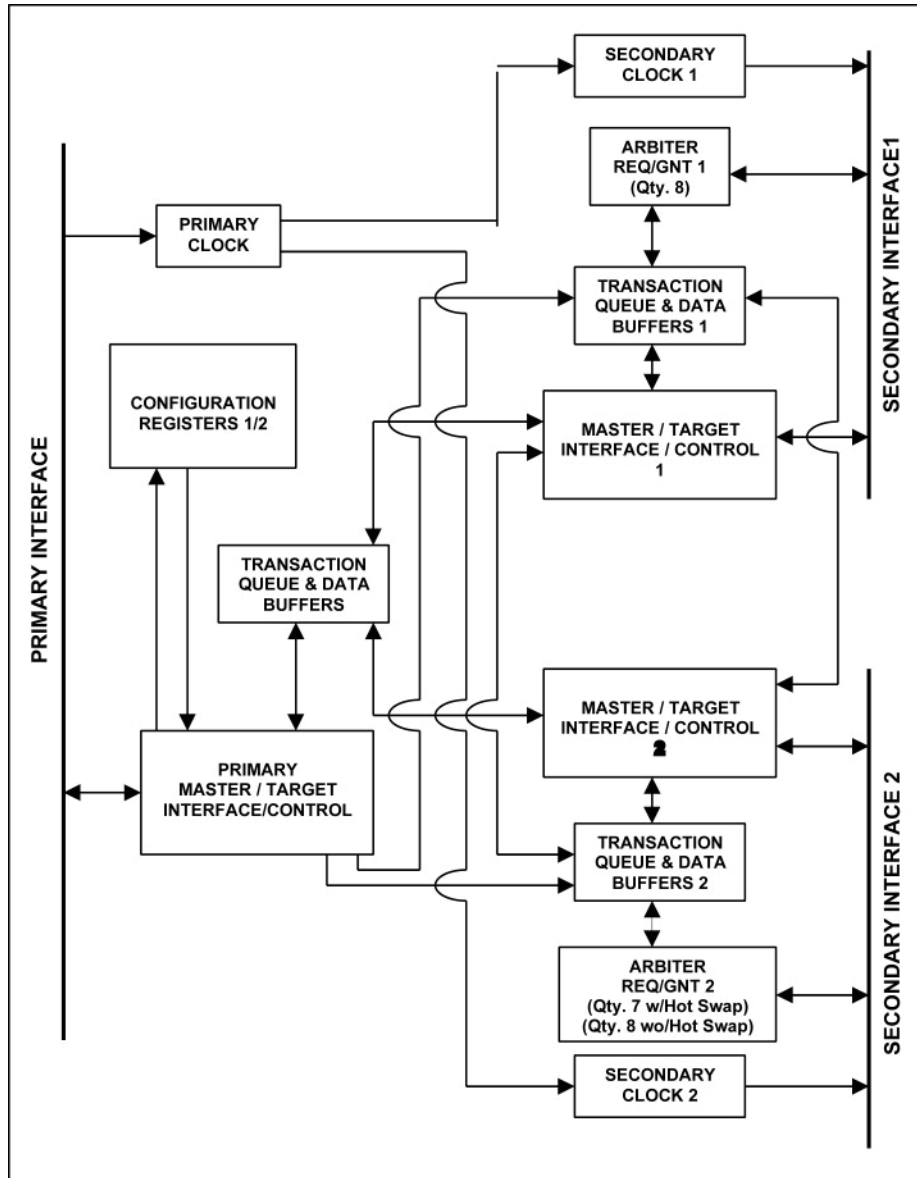 SECONDARY
CLOCK 1
ARBITER
REQ/GNT 1
(Qty. 8)
SECONDARY INTERFACE1
PRIMARY
CLOCK
TRANSACTION
QUEUE & DATA
BUFFERS 1
CONFIGURATION
REGISTERS 1/2
MASTER / TARGET
INTERFACE / CONTROL
1
PRIMARY INTERFACE
TRANSACTION
QUEUE & DATA
BUFFERS
MASTER / TARGET
INTERFACE / CONTROL
2
PRIMARY
MASTER / TARGET
INTERFACE/CONTROL
SECONDARY INTERFACE 2
TRANSACTION
QUEUE & DATA
BUFFERS 2
ARBITER
REQ/GNT 2
(Qty. 7 w/Hot Swap)
(Qty. 8 wo/Hot Swap)
SECONDARY
CLOCK 2